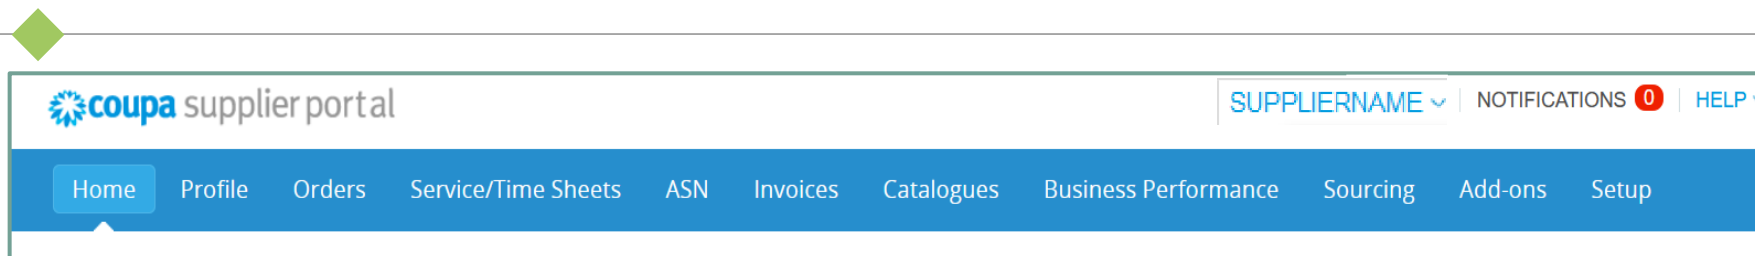 coupa supplier portal SUPPLIERNAME NOTIFICATIONS 0 HELP
Home Profile Orders Service/Time Sheets ASN Invoices Catalogues Business Performance Sourcing Add-ons Setup